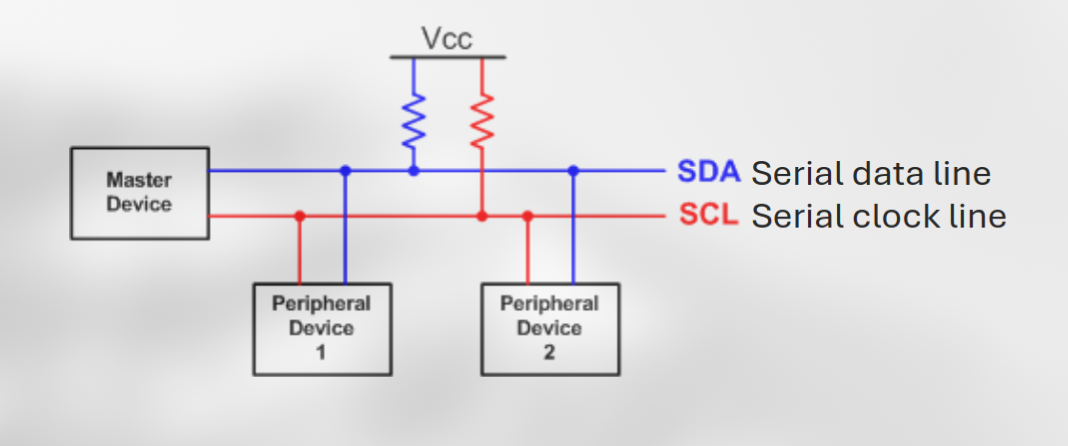 Vcc
Master
Device
SDA Serial data line
SCL Serial clock line
Peripheral
Device
1
Peripheral
Device
2